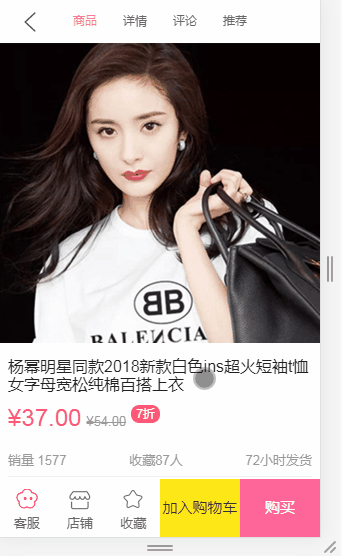 商品 详情 评论 推荐
BB
BALENCIAGA
杨幂明星同款2018新款白色ins超火短袖t恤
女字母宽松纯棉百搭上衣
¥37.00 ¥54.00 7折
销量 1577 收藏87人 72小时发货
客服 店铺 收藏 加入购物车 购买